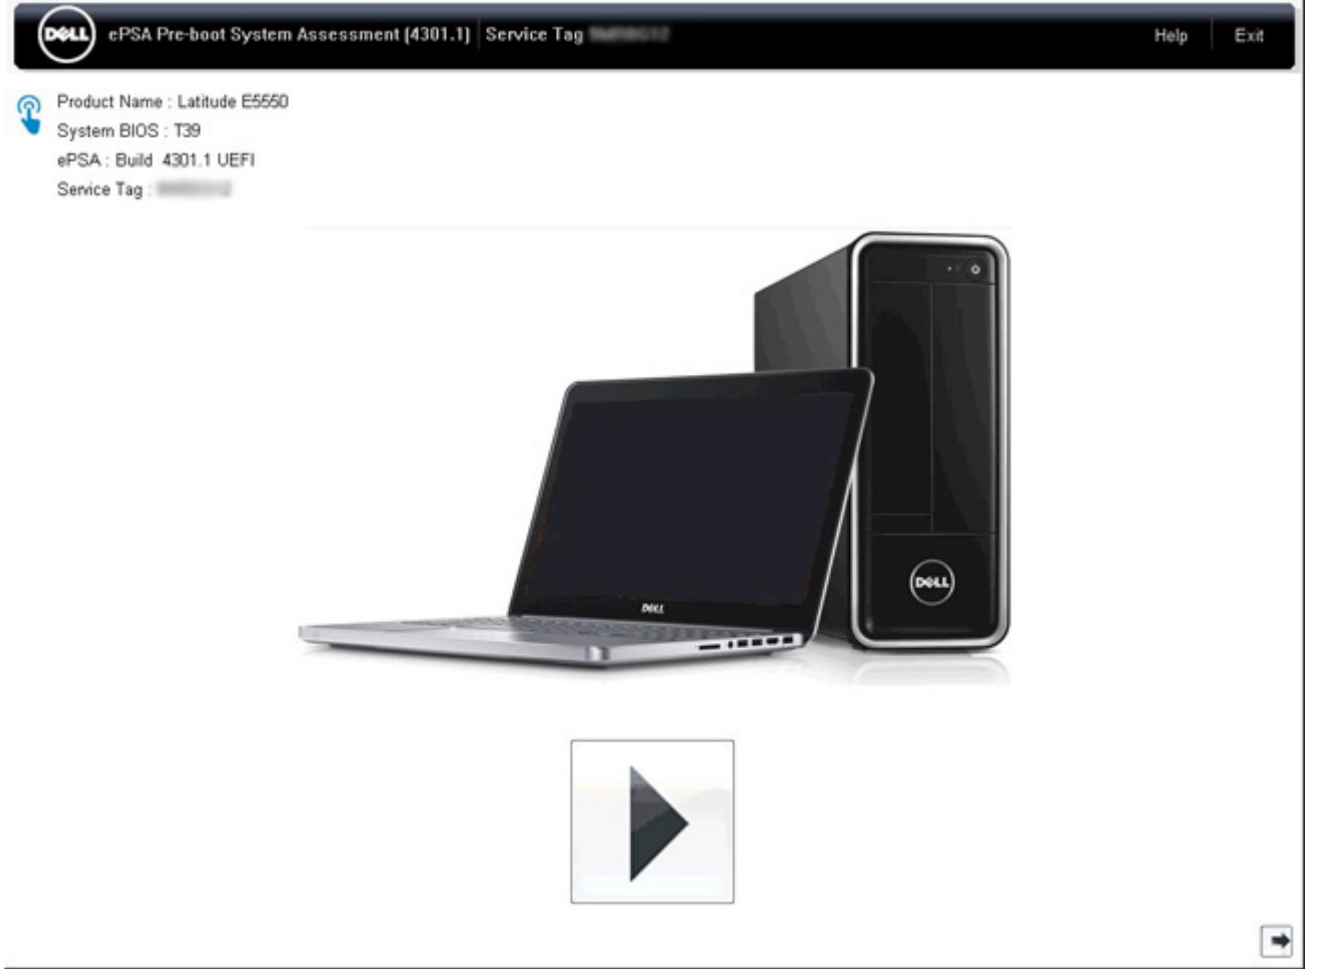 DELL ePSA Pre-boot System Assessment (4301.1) Service Tag Help Exit
Product Name : Latitude E5550
System BIOS : T39
ePSA : Build 4301.1 UEFI
Service Tag :
DELL
DELL